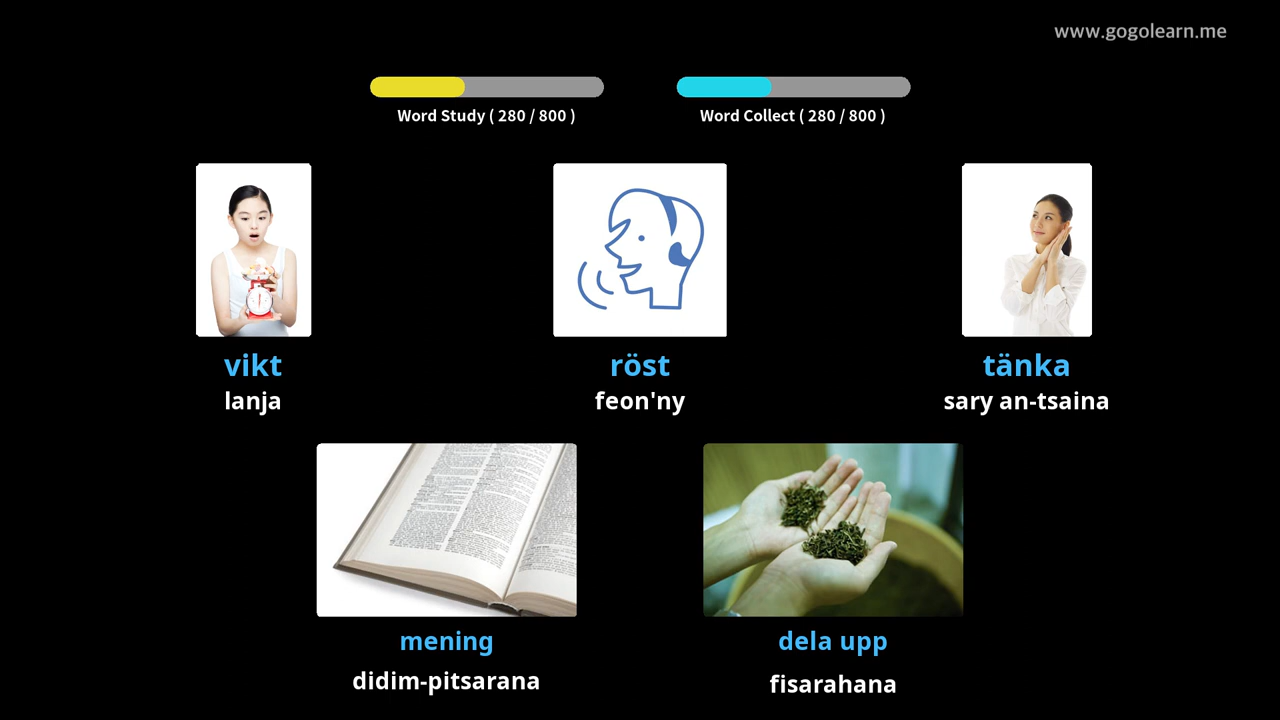 www.gogolearn.me
Word Study ( 280 / 800 )
Word Collect ( 280 / 800 )
vikt
lanja
röst
feon'ny
tänka
sary an-tsaina
mening
didim-pitsarana
dela upp
fisarahana